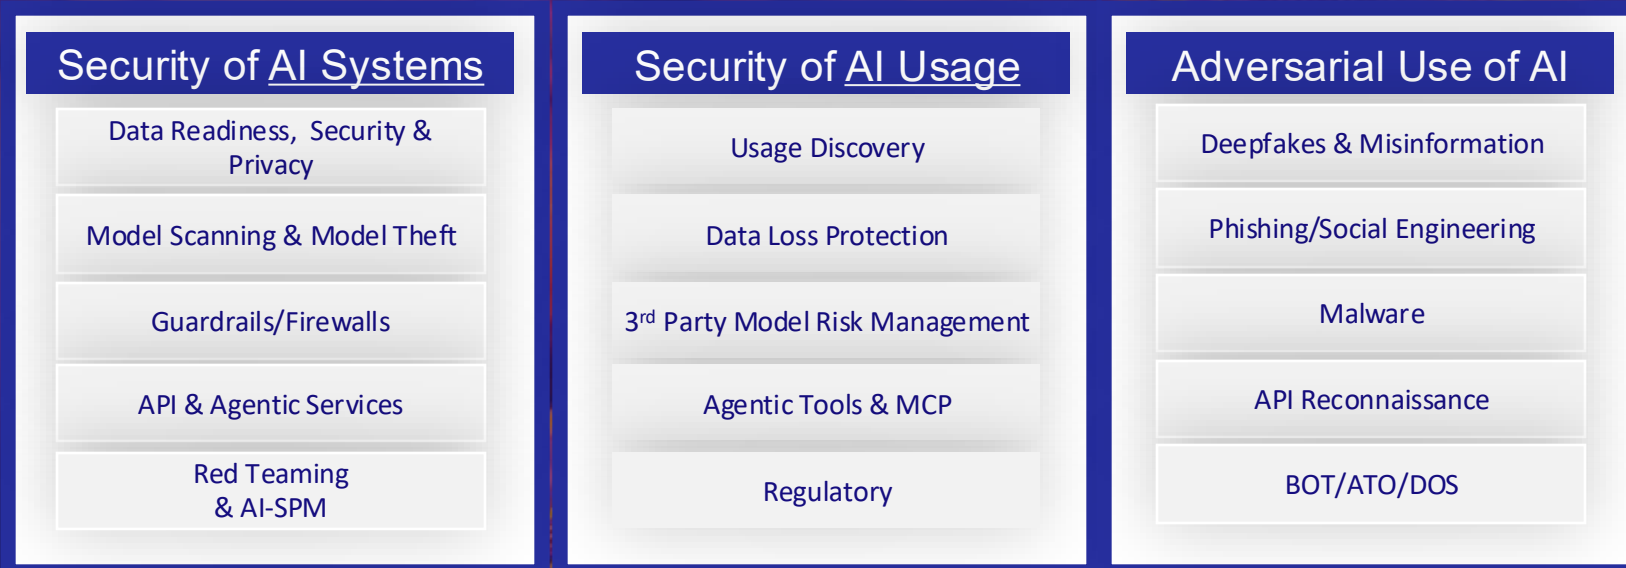 Security of AI Systems
Data Readiness, Security &
Privacy
Model Scanning & Model Theft
Guardrails/Firewalls
API & Agentic Services
Red Teaming
& AI-SPM
Security of AI Usage
Usage Discovery
Data Loss Protection
3rd Party Model Risk Management
Agentic Tools & MCP
Regulatory
Adversarial Use of AI
Deepfakes & Misinformation
Phishing/Social Engineering
Malware
API Reconnaissance
BOT/ATO/DOS